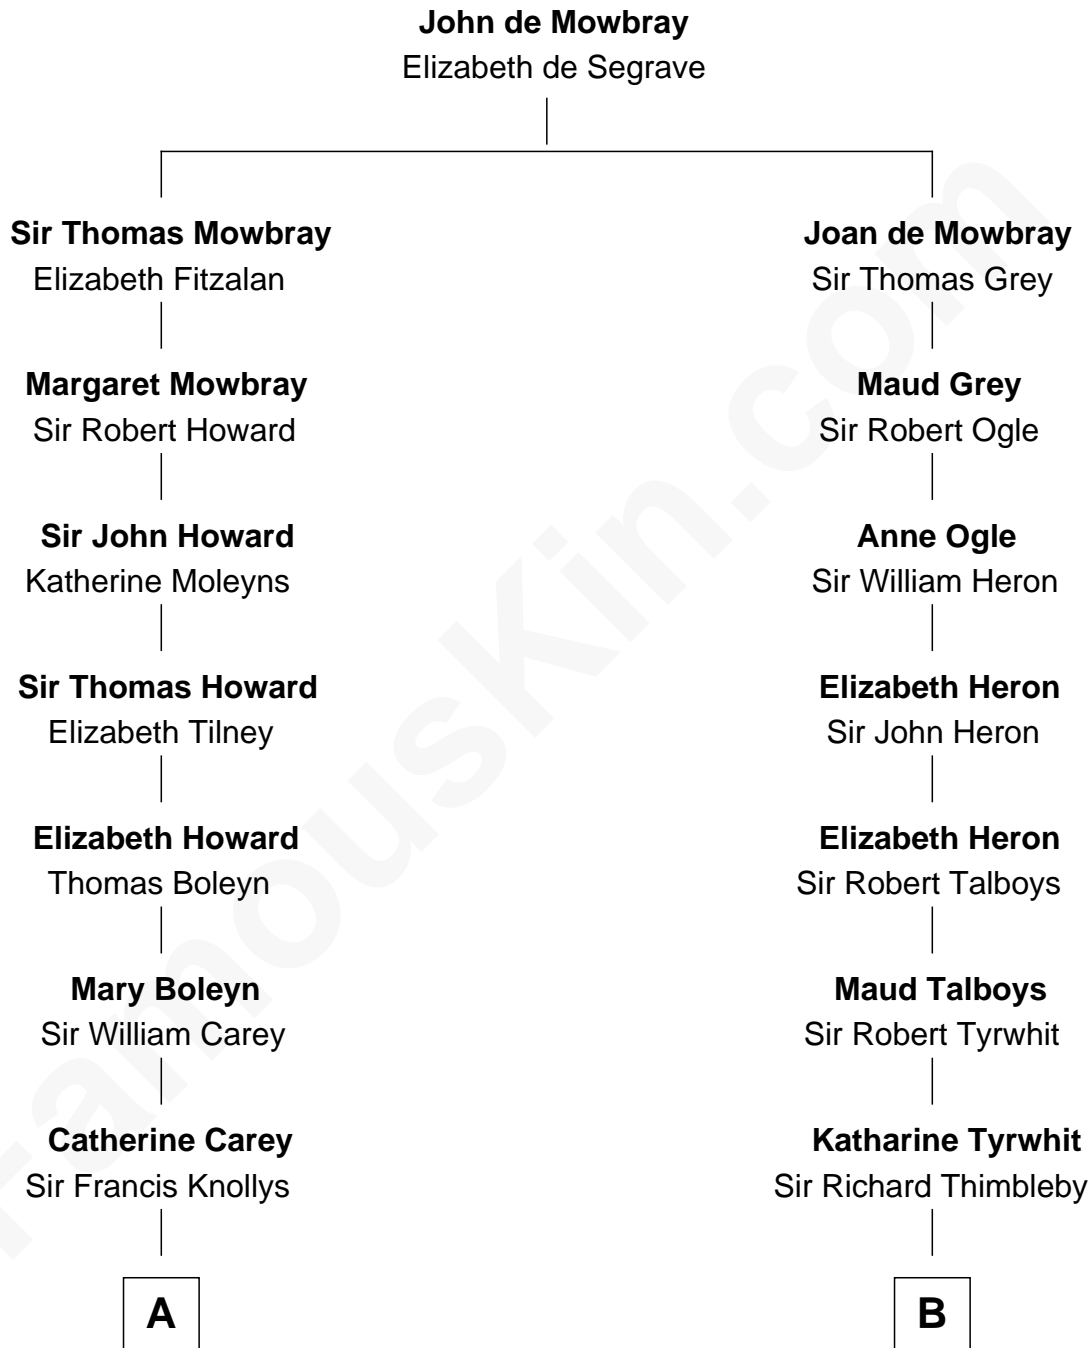 John de Mowbray
Elizabeth de Segrave
Sir Thomas Mowbray
Elizabeth Fitzalan
Joan de Mowbray
Sir Thomas Grey
Margaret Mowbray
Sir Robert Howard
Maud Grey
Sir Robert Ogle
Sir John Howard
Katherine Moleyns
Anne Ogle
Sir William Heron
Sir Thomas Howard
Elizabeth Tilney
Elizabeth Heron
Sir John Heron
Elizabeth Howard
Thomas Boleyn
Elizabeth Heron
Sir Robert Talboys
Mary Boleyn
Sir William Carey
Maud Talboys
Sir Robert Tyrwhit
Catherine Carey
Sir Francis Knollys
Katharine Tyrwhit
Sir Richard Thimbleby
A
B
FamousKin.com